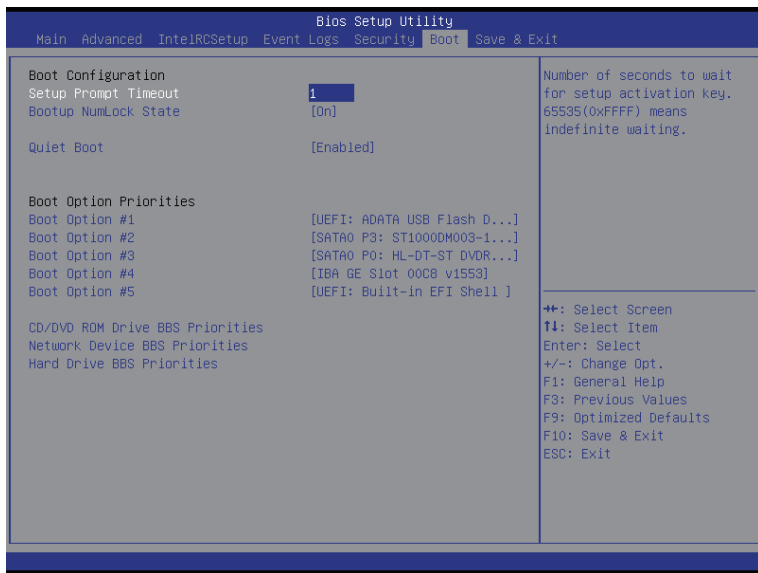 Bios Setup Utility
Main Advanced IntelRCSetup Event Logs Security Boot Save & Exit
Boot Configuration
Setup Prompt Timeout 1
Bootup NumLock State [On]
Quiet Boot [Enabled]
Boot Option Priorities
Boot Option #1 [UEFI: ADATA USB Flash D...]
Boot Option #2 [SATA0 P3: ST1000DM003-1...]
Boot Option #3 [SATA0 P0: HL-DT-ST DVDR...]
Boot Option #4 [IBA GE Slot 00C8 v1553]
Boot Option #5 [UEFI: Built-in EFI Shell ]
CD/DVD ROM Drive BBS Priorities
Network Device BBS Priorities
Hard Drive BBS Priorities
Number of seconds to wait
for setup activation key.
65535(0xFFFF) means
indefinite waiting.
→←: Select Screen
↑↓: Select Item
Enter: Select
+/-: Change Opt.
F1: General Help
F3: Previous Values
F9: Optimized Defaults
F10: Save & Exit
ESC: Exit